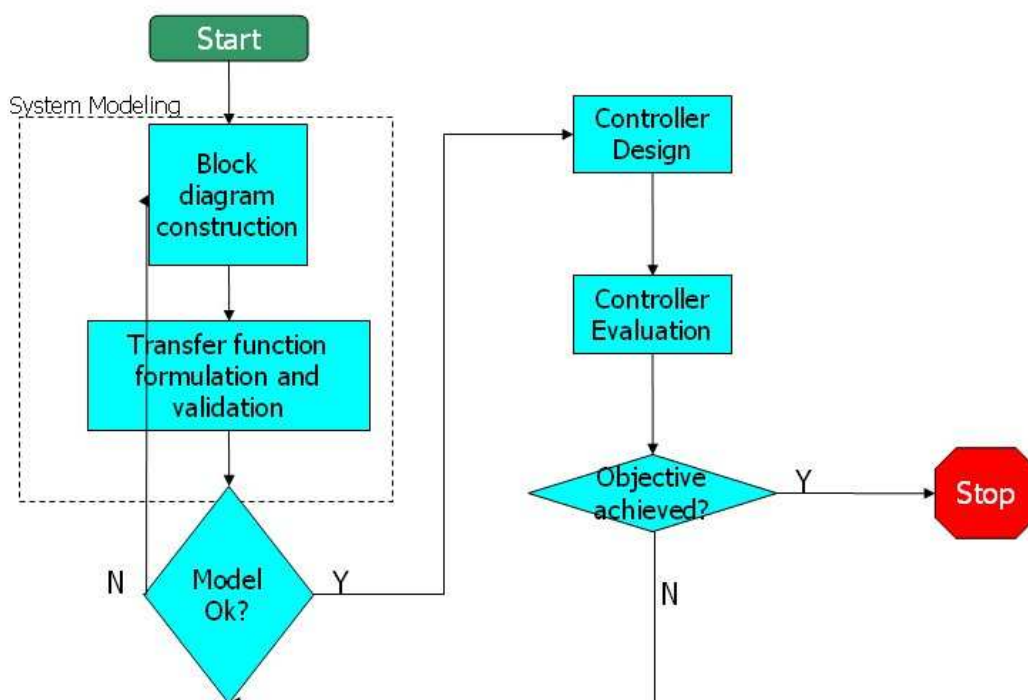 Start
System Modeling
Block
diagram
construction
Transfer function
formulation and
validation
N
Model
Ok?
Y
Controller
Design
Controller
Evaluation
Objective
achieved?
Y
Stop
N